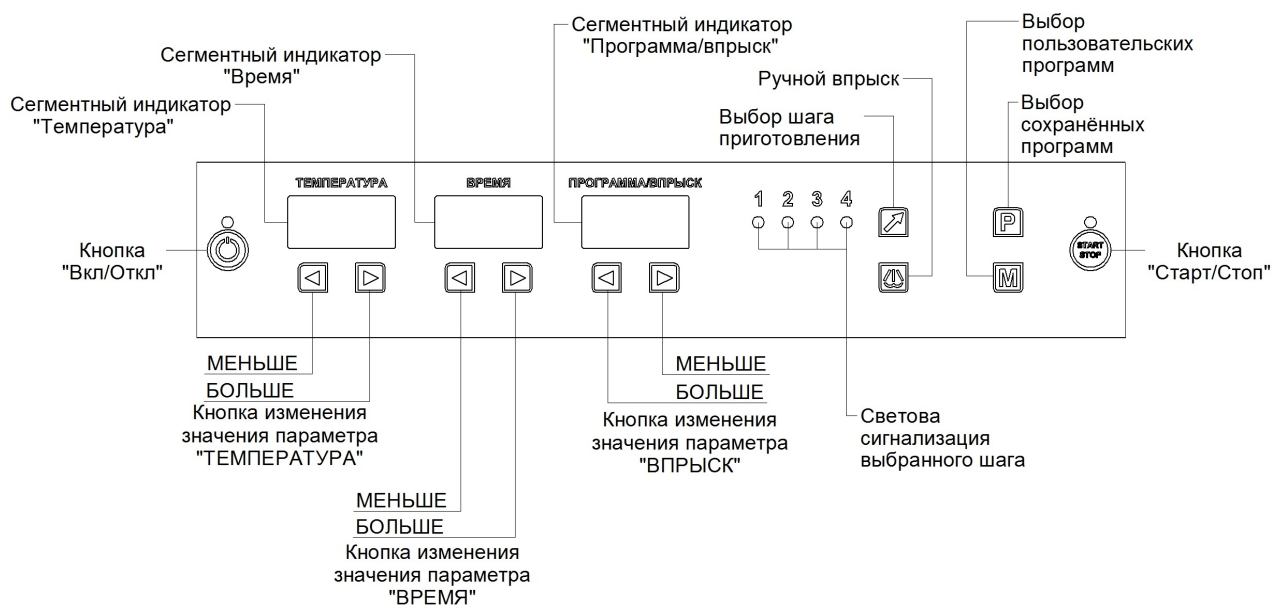 Сегментный индикатор
"Температура"
Сегментный индикатор
"Время"
Сегментный индикатор
"Программа/впрыск"
Ручной впрыск
Выбор шага
приготовления
Выбор
пользовательских
программ
Выбор
сохранённых
программ
ТЕМПЕРАТУРА
ВРЕМЯ
ПРОГРАММА/ВПРЫСК
1 2 3 4
P
M
START
STOP
Кнопка
"Вкл/Откл"
Кнопка
"Старт/Стоп"
МЕНЬШЕ
БОЛЬШЕ
Кнопка изменения
значения параметра
"ТЕМПЕРАТУРА"
МЕНЬШЕ
БОЛЬШЕ
Кнопка изменения
значения параметра
"ВРЕМЯ"
МЕНЬШЕ
БОЛЬШЕ
Кнопка изменения
значения параметра
"ВПРЫСК"
Светова
сигнализация
выбранного шага